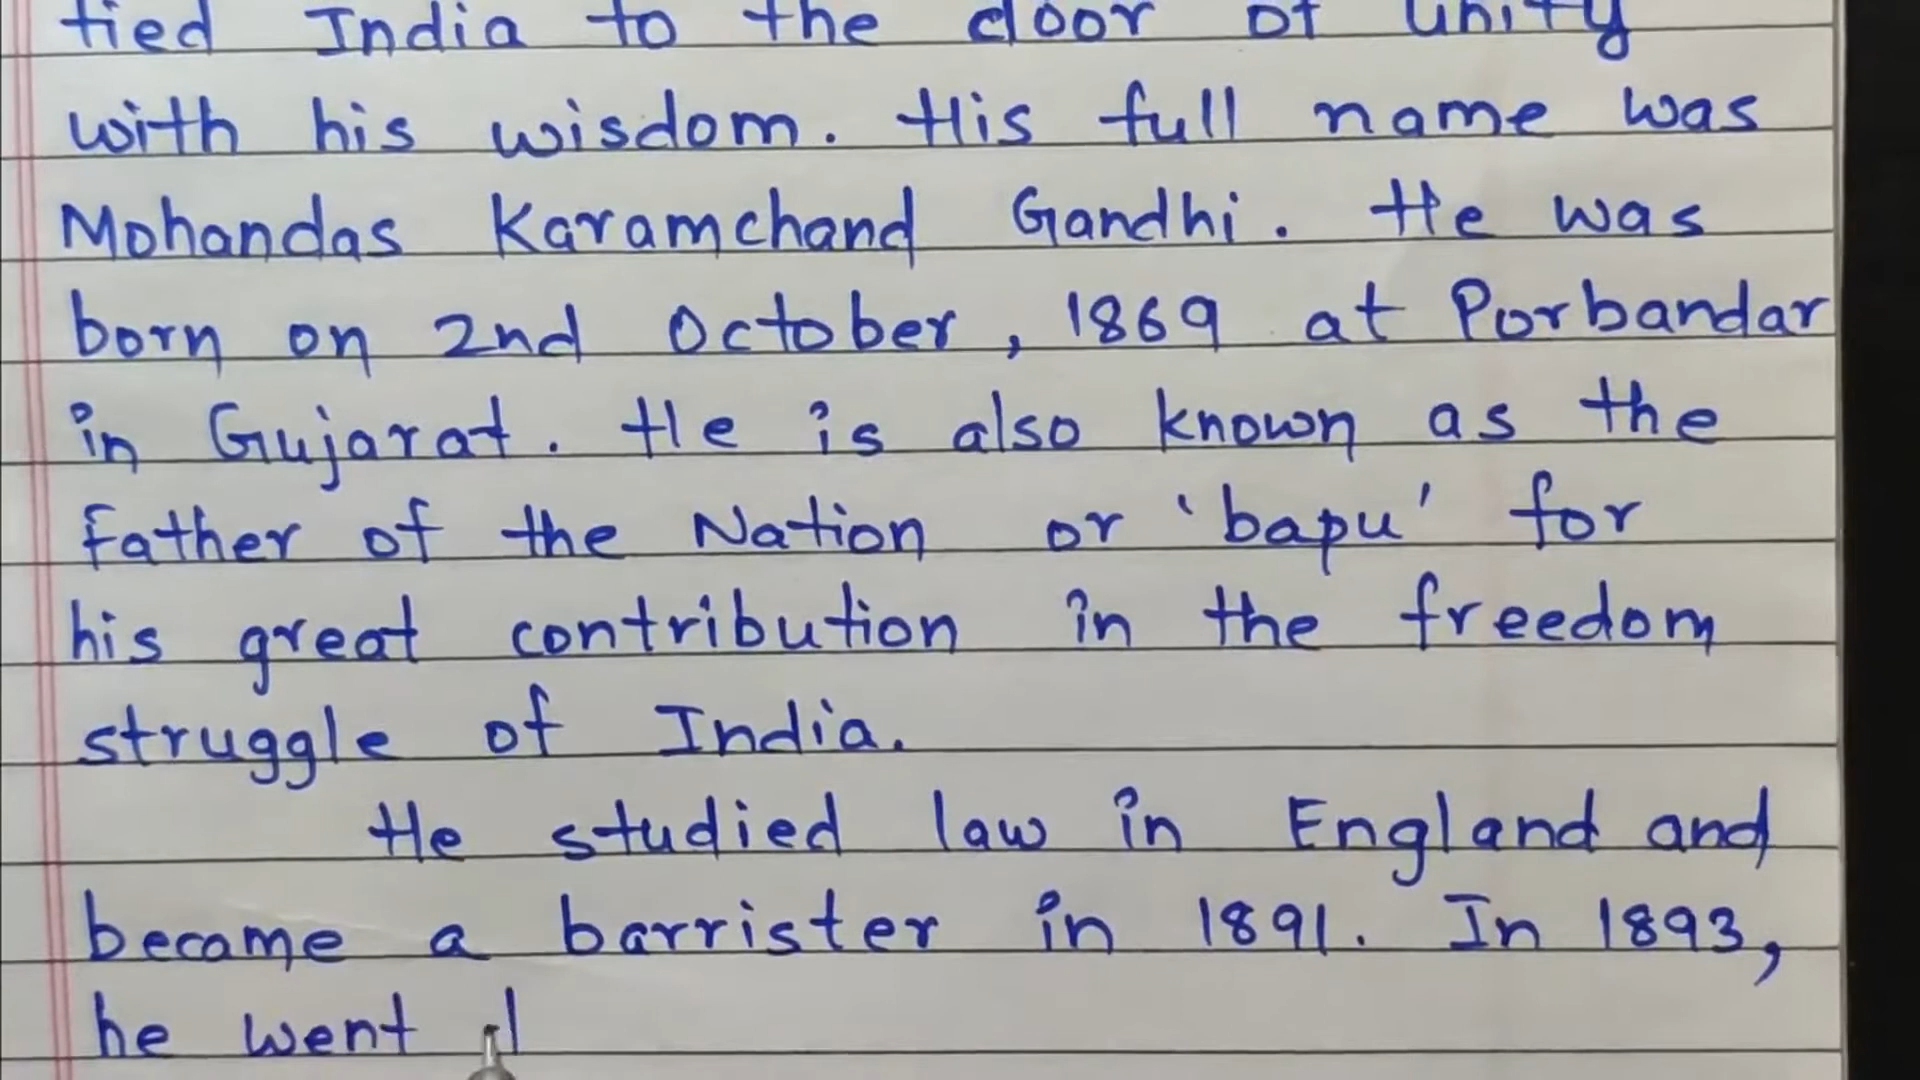 tied India to the door of unity
with his wisdom. His full name was
Mohandas Karamchand Gandhi. He was
born on 2nd October, 1869 at Porbandar
in Gujarat. He is also known as the
Father of the Nation or 'bapu' for
his great contribution in the freedom
struggle of India.
He studied law in England and
became a barrister in 1891. In 1893,
he went